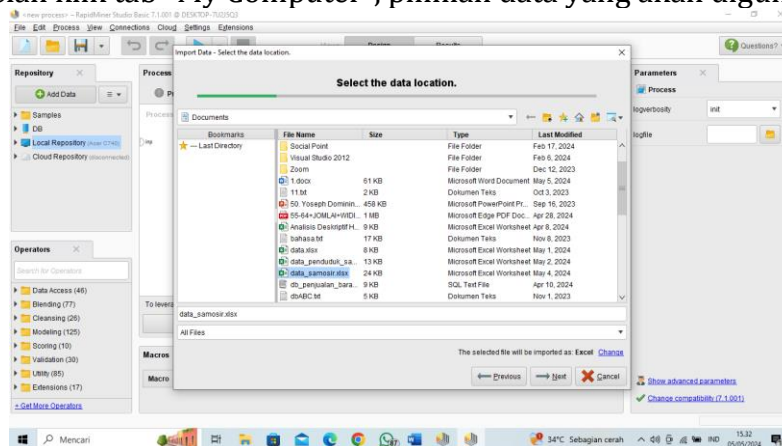 <new process> – RapidMiner Studio Basic 7.1.001 @ DESKTOP-7U035Q3
File Edit Process View Connections Cloud Settings Extensions
Questions?
Import Data - Select the data location.
Select the data location.
Repository
Add Data
Samples
DB
Local Repository (Acer C740)
Cloud Repository (disconnected)
Process
Documents
Bookmarks
File Name Size Type Last Modified
Last Directory
Social Point File Folder Feb 17, 2024
Visual Studio 2012 File Folder Feb 6, 2024
Zoom File Folder Dec 12, 2023
1.docx 61 KB Microsoft Word Document May 5, 2024
11.txt 2 KB Dokumen Teks Oct 3, 2023
50. Yoseph Dominin... 458 KB Microsoft PowerPoint Pr... Sep 16, 2023
55-64+JOMLAI+WIDI... 1 MB Microsoft Edge PDF Doc... Apr 28, 2024
Analisis Deskriptif H... 9 KB Microsoft Excel Worksheet Apr 8, 2024
bahasa.txt 17 KB Dokumen Teks Nov 8, 2023
data.xlsx 8 KB Microsoft Excel Worksheet May 1, 2024
data_penduduk_sa... 13 KB Microsoft Excel Worksheet May 2, 2024
data_samosir.xlsx 24 KB Microsoft Excel Worksheet May 4, 2024
db_penjualan_bara... 9 KB SQL Text File Apr 10, 2024
dbABC.txt 5 KB Dokumen Teks Nov 1, 2023
data_samosir.xlsx
All Files
The selected file will be imported as: Excel Change
Previous Next Cancel
Operators
Search for Operators
Data Access (46)
Blending (77)
Cleansing (26)
Modeling (125)
Scoring (10)
Validation (30)
Utility (85)
Extensions (17)
Get More Operators
To levera
Macros
Macro
Parameters
Process
logverbosity init
logfile
Show advanced parameters
Change compatibility (7.1.001)
Mencari
34°C Sebagian cerah
IND
15.32
05/05/2024